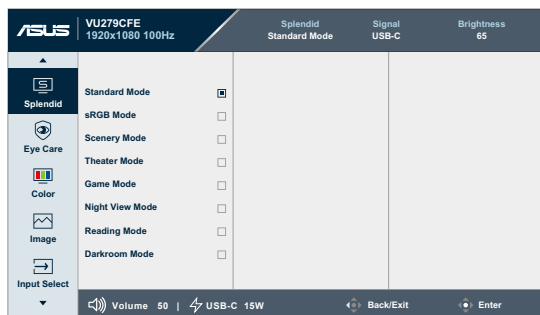 ASUS
VU279CFE
1920x1080 100Hz
Splendid
Standard Mode
Signal
USB-C
Brightness
65
Splendid
Eye Care
Color
Image
Input Select
Standard Mode
sRGB Mode
Scenery Mode
Theater Mode
Game Mode
Night View Mode
Reading Mode
Darkroom Mode
Volume 50 | USB-C 15W
Back/Exit
Enter